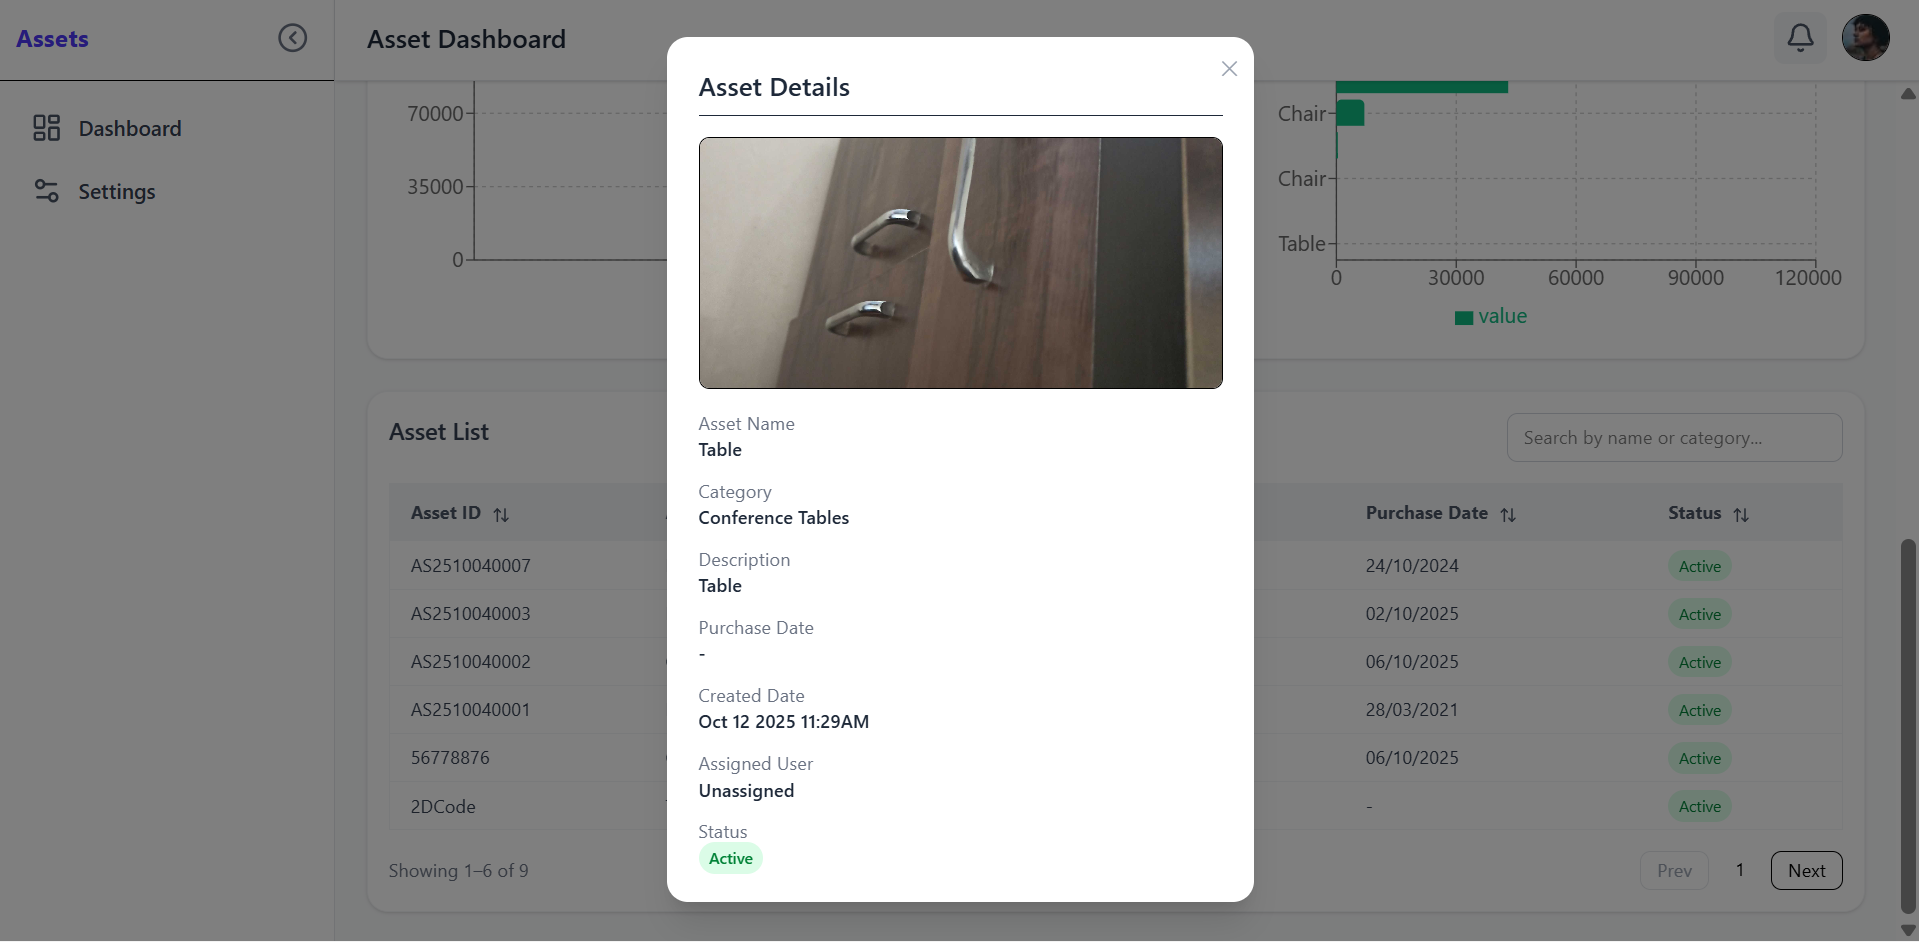 Assets
Asset Dashboard
Dashboard
Settings
70000
35000
0
Chair
Chair
Table
0 30000 60000 90000 120000
value
Asset List
Search by name or category...
Asset ID
Purchase Date
Status
AS2510040007
24/10/2024
Active
AS2510040003
02/10/2025
Active
AS2510040002
06/10/2025
Active
AS2510040001
28/03/2021
Active
56778876
06/10/2025
Active
2DCode
-
Active
Showing 1–6 of 9
Prev
1
Next
Asset Details
Asset Name
Table
Category
Conference Tables
Description
Table
Purchase Date
-
Created Date
Oct 12 2025 11:29AM
Assigned User
Unassigned
Status
Active